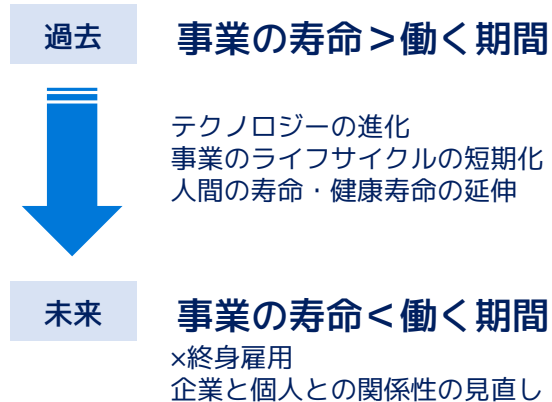 過去
事業の寿命＞働く期間
テクノロジーの進化
事業のライフサイクルの短期化
人間の寿命・健康寿命の延伸
未来
事業の寿命＜働く期間
×終身雇用
企業と個人との関係性の見直し